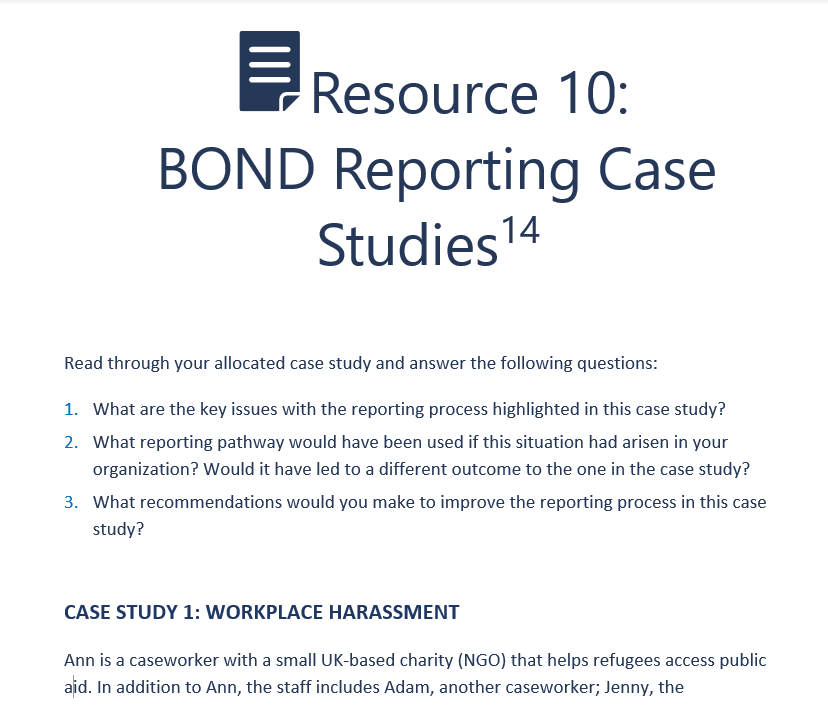 Resource 10:
BOND Reporting Case
Studies14
Read through your allocated case study and answer the following questions:
1. What are the key issues with the reporting process highlighted in this case study?
2. What reporting pathway would have been used if this situation had arisen in your
organization? Would it have led to a different outcome to the one in the case study?
3. What recommendations would you make to improve the reporting process in this case
study?
CASE STUDY 1: WORKPLACE HARASSMENT
Ann is a caseworker with a small UK-based charity (NGO) that helps refugees access public
aid. In addition to Ann, the staff includes Adam, another caseworker; Jenny, the